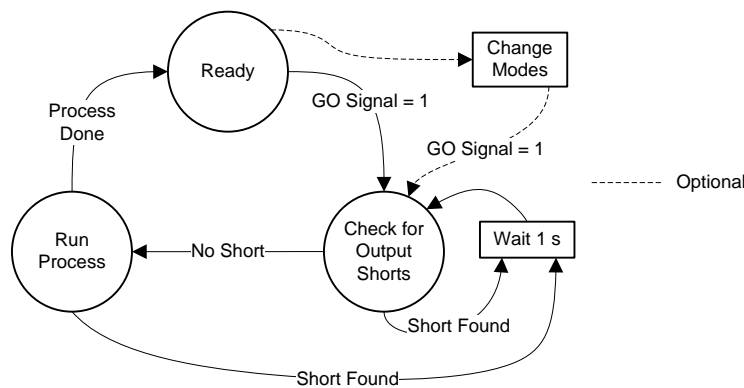 Ready
Change
Modes
GO Signal = 1
Process
Done
GO Signal = 1
Optional
Run
Process
No Short
Check for
Output
Shorts
Wait 1 s
Short Found
Short Found